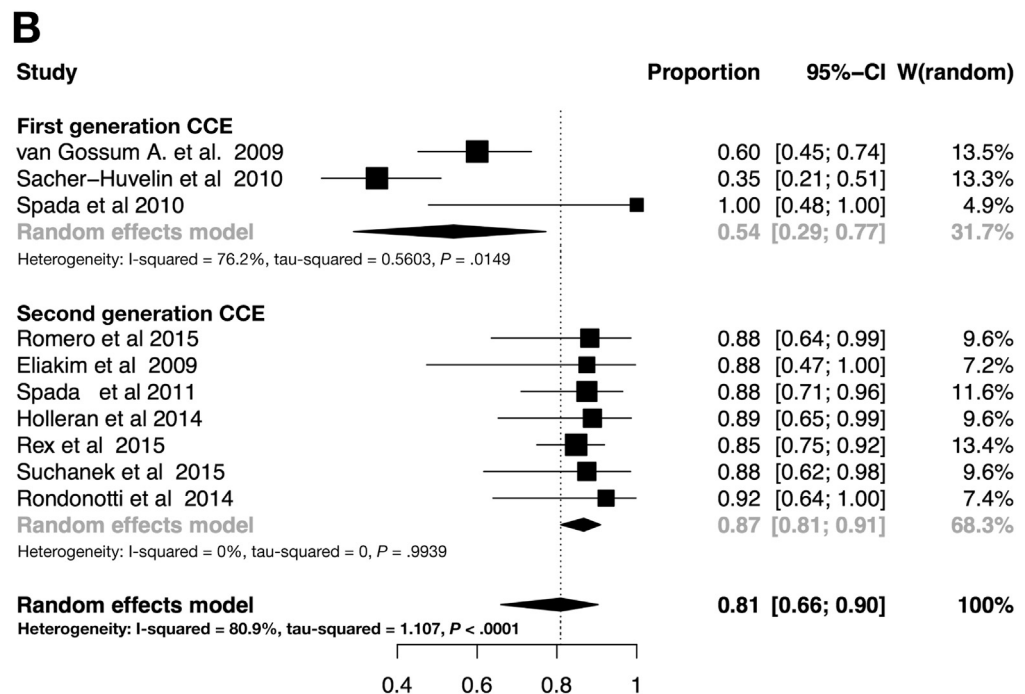 B
Study Proportion 95%−CI W(random)
First generation CCE
van Gossum A. et al. 2009 0.60 [0.45; 0.74] 13.5%
Sacher−Huvelin et al 2010 0.35 [0.21; 0.51] 13.3%
Spada et al 2010 1.00 [0.48; 1.00] 4.9%
Random effects model 0.54 [0.29; 0.77] 31.7%
Heterogeneity: I-squared = 76.2%, tau-squared = 0.5603, P = .0149
Second generation CCE
Romero et al 2015 0.88 [0.64; 0.99] 9.6%
Eliakim et al 2009 0.88 [0.47; 1.00] 7.2%
Spada et al 2011 0.88 [0.71; 0.96] 11.6%
Holleran et al 2014 0.89 [0.65; 0.99] 9.6%
Rex et al 2015 0.85 [0.75; 0.92] 13.4%
Suchanek et al 2015 0.88 [0.62; 0.98] 9.6%
Rondonotti et al 2014 0.92 [0.64; 1.00] 7.4%
Random effects model 0.87 [0.81; 0.91] 68.3%
Heterogeneity: I-squared = 0%, tau-squared = 0, P = .9939
Random effects model 0.81 [0.66; 0.90] 100%
Heterogeneity: I-squared = 80.9%, tau-squared = 1.107, P < .0001
0.4 0.6 0.8 1